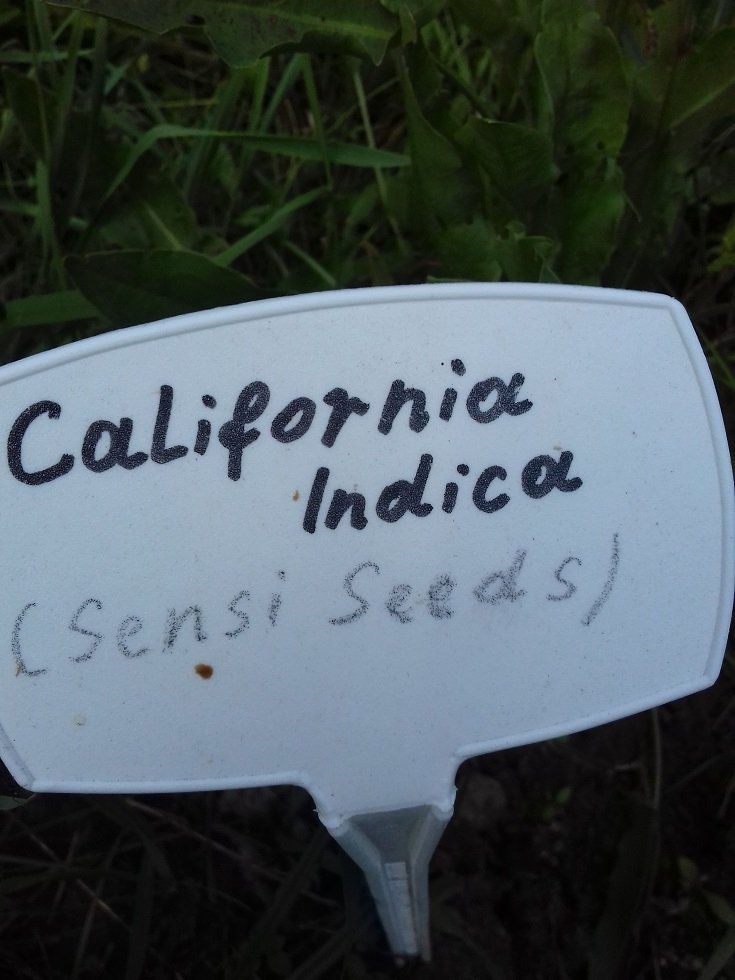 California
Indica
(Sensi Seeds)